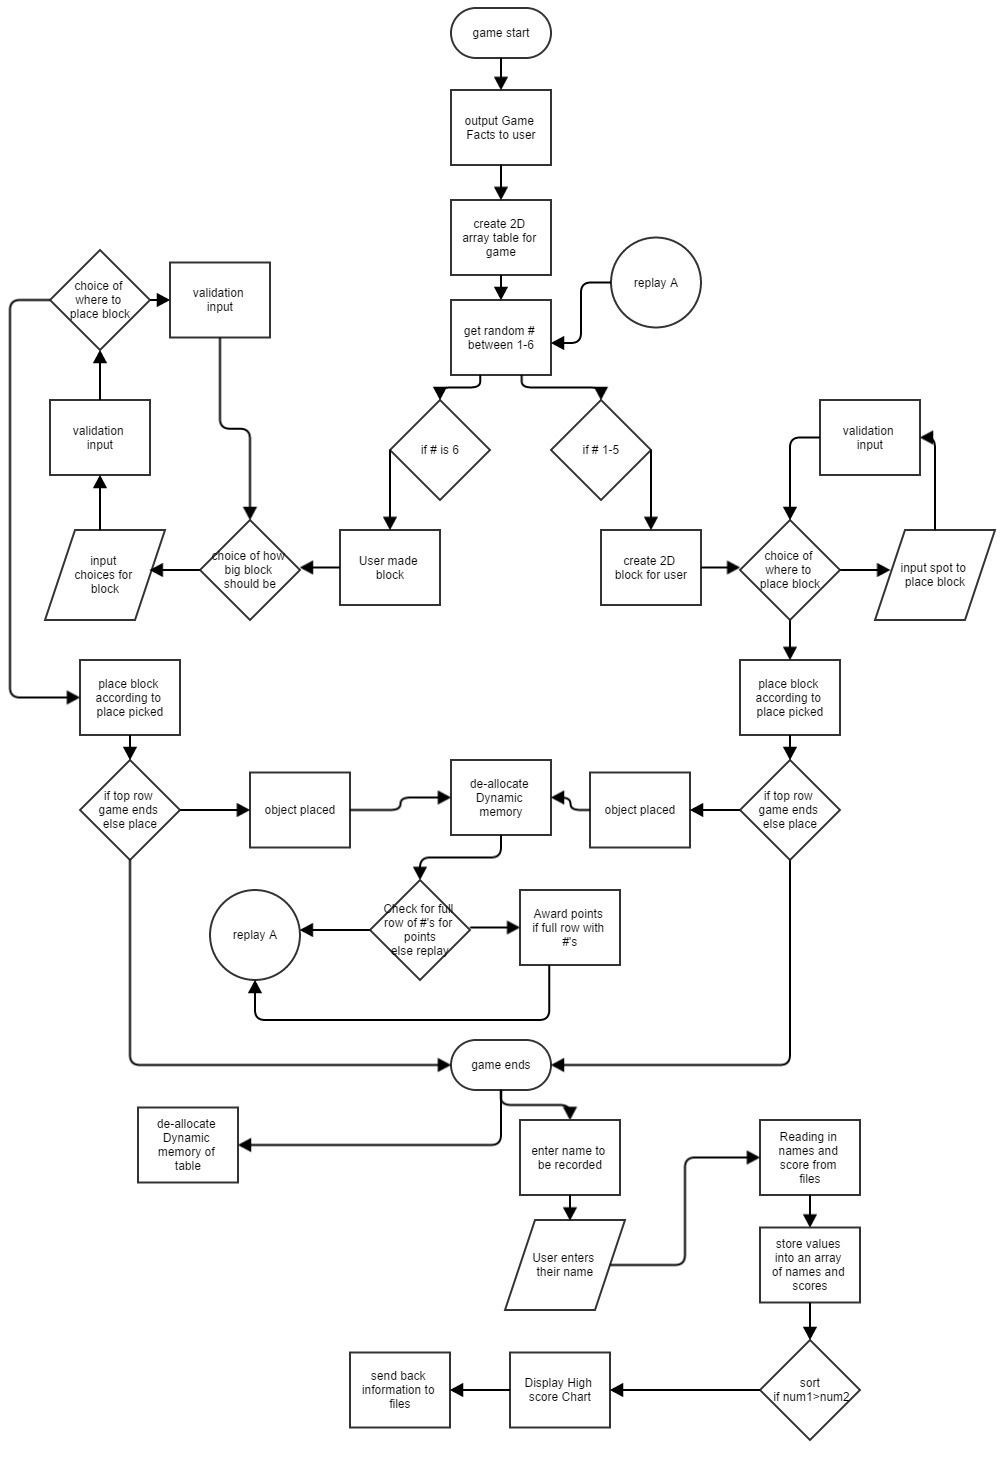 game start
output Game
Facts to user
create 2D
array table for
game
replay A
get random #
between 1-6
choice of
where to
place block
validation
input
if # is 6
if # 1-5
validation
input
validation
input
input
choices for
block
choice of how
big block
should be
User made
block
create 2D
block for user
choice of
where to
place block
input spot to
place block
place block
according to
place picked
place block
according to
place picked
if top row
game ends
else place
object placed
de-allocate
Dynamic
memory
object placed
if top row
game ends
else place
replay A
Check for full
row of #'s for
points
else replay
Award points
if full row with
#'s
game ends
de-allocate
Dynamic
memory of
table
enter name to
be recorded
Reading in
names and
score from
files
User enters
their name
store values
into an array
of names and
scores
send back
information to
files
Display High
score Chart
sort
if num1>num2